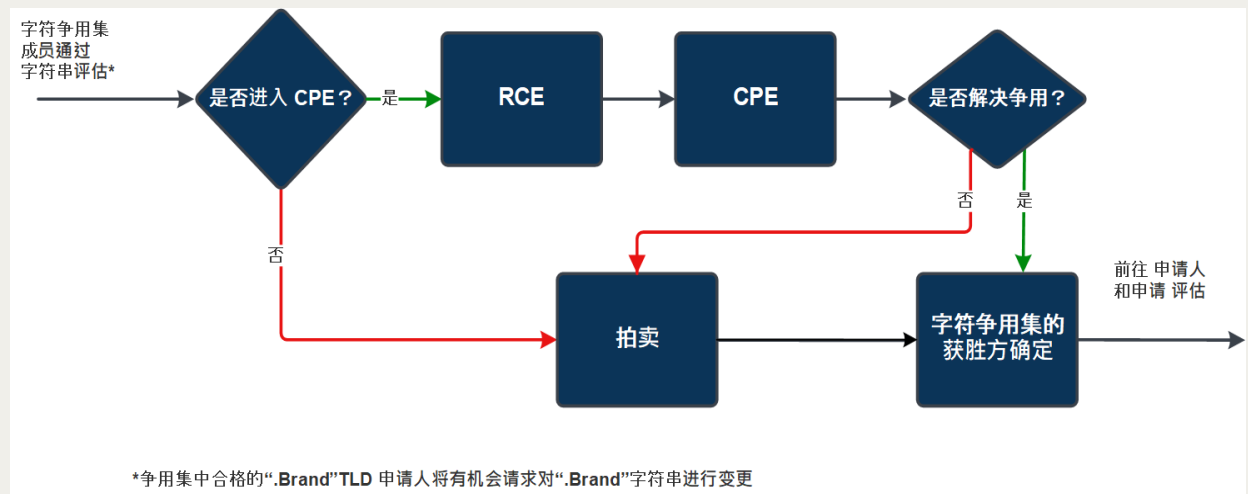 字符争用集
成员通过
字符串评估*
是否进入 CPE？
是
RCE
CPE
是否解决争用？
否
是
否
前往 申请人
和申请 评估
拍卖
字符争用集的
获胜方确定
*争用集中合格的“.Brand”TLD 申请人将有机会请求对“.Brand”字符串进行变更